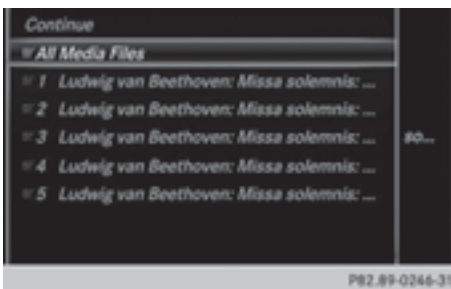 Continue
All Media Files
1 Ludwig van Beethoven: Missa solemnis: ...
2 Ludwig van Beethoven: Missa solemnis: ...
3 Ludwig van Beethoven: Missa solemnis: ...
so...
4 Ludwig van Beethoven: Missa solemnis: ...
5 Ludwig van Beethoven: Missa solemnis: ...
P82.89-0246-31